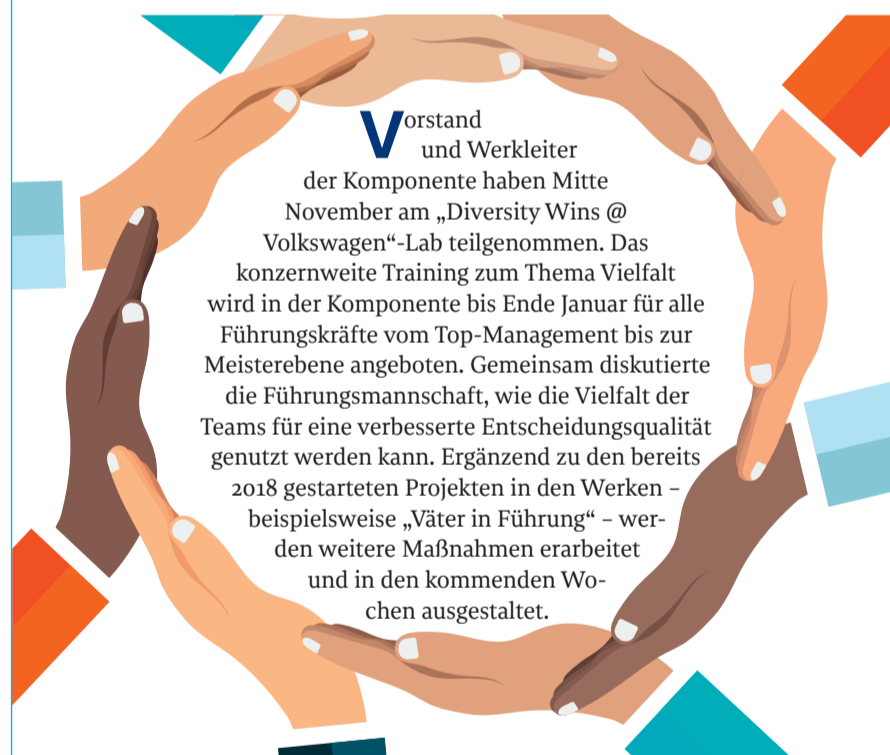 Vorstand
und Werkleiter
der Komponente haben Mitte
November am „Diversity Wins @
Volkswagen“-Lab teilgenommen. Das
konzernweite Training zum Thema Vielfalt
wird in der Komponente bis Ende Januar für alle
Führungskräfte vom Top-Management bis zur
Meisterebene angeboten. Gemeinsam diskutierte
die Führungsmannschaft, wie die Vielfalt der
Teams für eine verbesserte Entscheidungsqualität
genutzt werden kann. Ergänzend zu den bereits
2018 gestarteten Projekten in den Werken –
beispielsweise „Väter in Führung“ – wer-
den weitere Maßnahmen erarbeitet
und in den kommenden Wo-
chen ausgestaltet.